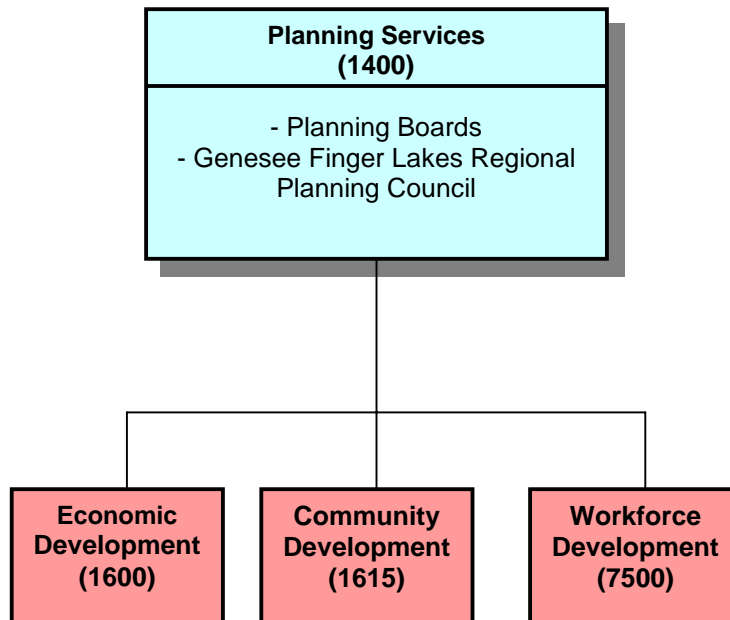 Planning Services
(1400)
- Planning Boards
- Genesee Finger Lakes Regional
Planning Council
Economic
Development
(1600)
Community
Development
(1615)
Workforce
Development
(7500)